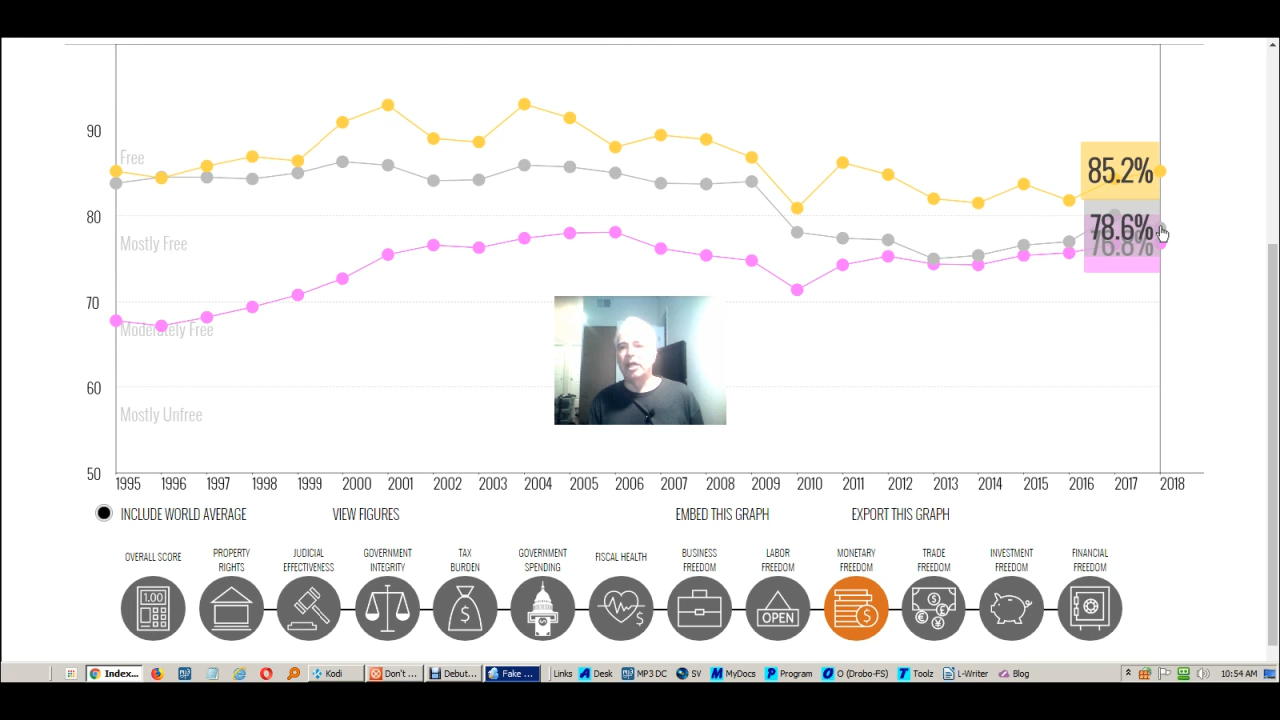 90
Free
85.2%
80
78.6%
Mostly Free
76.8%
70
Moderately Free
60
Mostly Unfree
50
1995 1996 1997 1998 1999 2000 2001 2002 2003 2004 2005 2006 2007 2008 2009 2010 2011 2012 2013 2014 2015 2016 2017 2018
INCLUDE WORLD AVERAGE VIEW FIGURES EMBED THIS GRAPH EXPORT THIS GRAPH
OVERALL SCORE
PROPERTY RIGHTS
JUDICIAL EFFECTIVENESS
GOVERNMENT INTEGRITY
TAX BURDEN
GOVERNMENT SPENDING
FISCAL HEALTH
BUSINESS FREEDOM
LABOR FREEDOM
MONETARY FREEDOM
TRADE FREEDOM
INVESTMENT FREEDOM
FINANCIAL FREEDOM
1.00
OPEN
Index... Kodi Don't ... Debut... Fake ... Links Desk MP3 DC SV MyDocs Program O (Drobo-FS) Toolz L-Writer Blog 10:54 AM